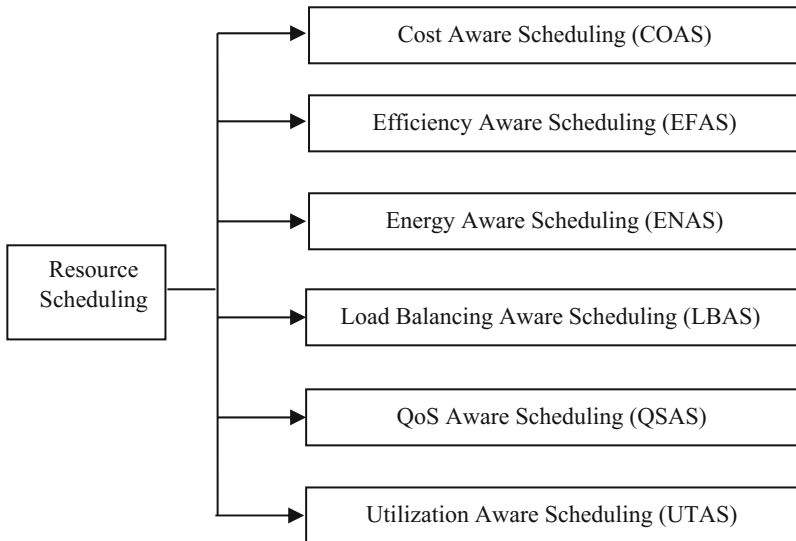 Cost Aware Scheduling (COAS)
Efficiency Aware Scheduling (EFAS)
Energy Aware Scheduling (ENAS)
Resource
Scheduling
Load Balancing Aware Scheduling (LBAS)
QoS Aware Scheduling (QSAS)
Utilization Aware Scheduling (UTAS)